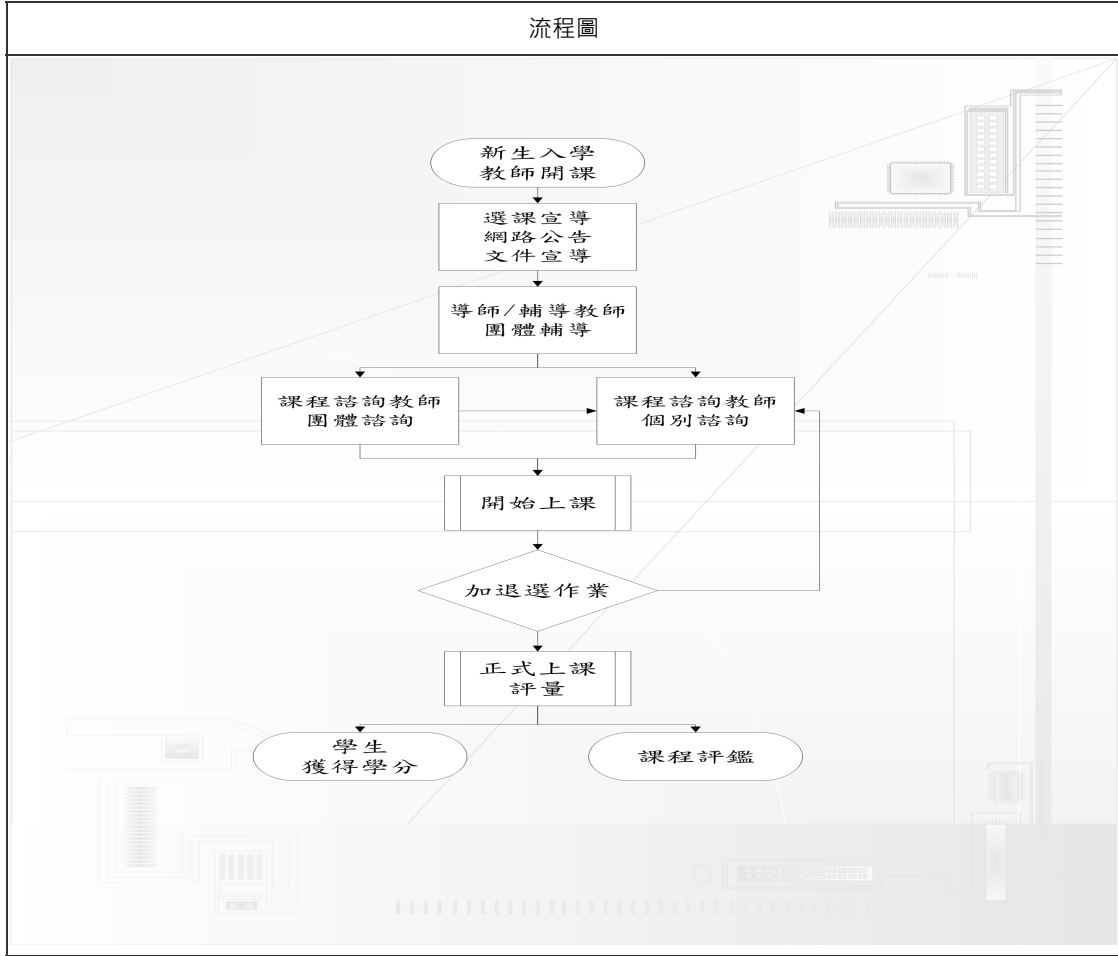 流程圖
新生入學
教師開課
選課宣導
網路公告
文件宣導
導師/輔導教師
團體輔導
課程諮詢教師
團體諮詢
課程諮詢教師
個別諮詢
開始上課
加退選作業
正式上課
評量
學生
獲得學分
課程評鑑